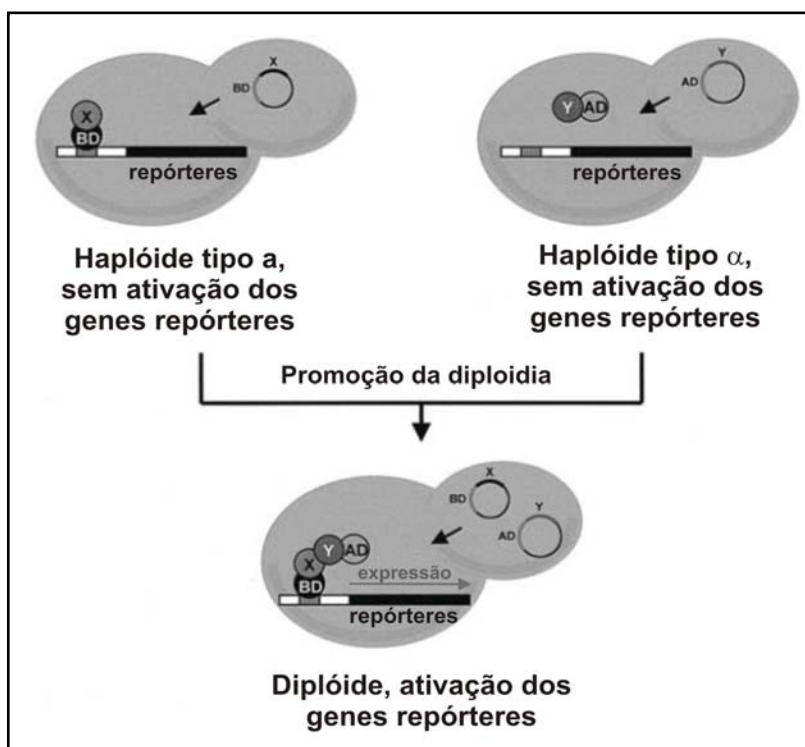 X
BD
X
BD
repórteres
Haplóide tipo a,
sem ativação dos
genes repórteres
Y
AD
Y AD
repórteres
Haplóide tipo α,
sem ativação dos
genes repórteres
Promoção da diploidia
X
BD
Y
AD
X Y AD
BD
expressão
repórteres
Diplóide, ativação dos
genes repórteres